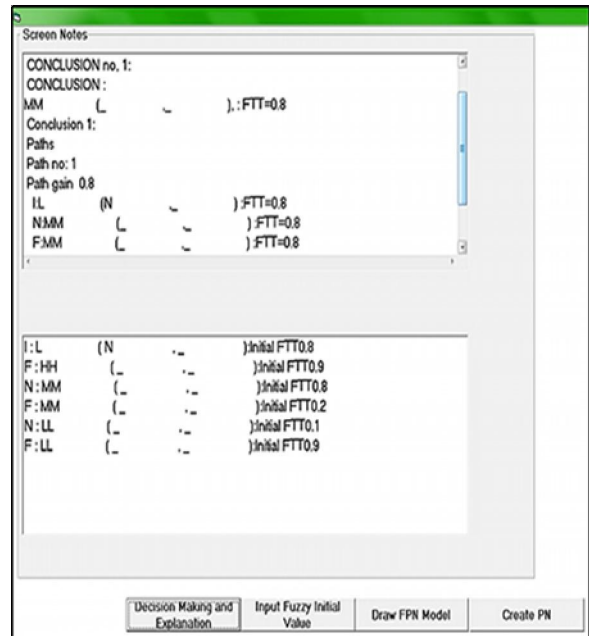 Screen Notes
CONCLUSION no, 1:
CONCLUSION :
MM (_ ,_ ), : FTT=0.8
Conclusion 1:
Paths
Path no: 1
Path gain 0.8
I:L (N ,_ ) :FTT=0.8
N:MM (_ ,_ ) :FTT=0.8
F:MM (_ ,_ ) :FTT=0.8
I : L ( N ,_ ):Initial FTT0.8
F : HH (_ ,_ ):Initial FTT0.9
N : MM (_ ,_ ):Initial FTT0.8
F : MM (_ ,_ ):Initial FTT0.2
N : LL (_ ,_ ):Initial FTT0.1
F : LL (_ ,_ ):Initial FTT0.9
Decision Making and
Explanation
Input Fuzzy Initial
Value
Draw FPN Model
Create PN